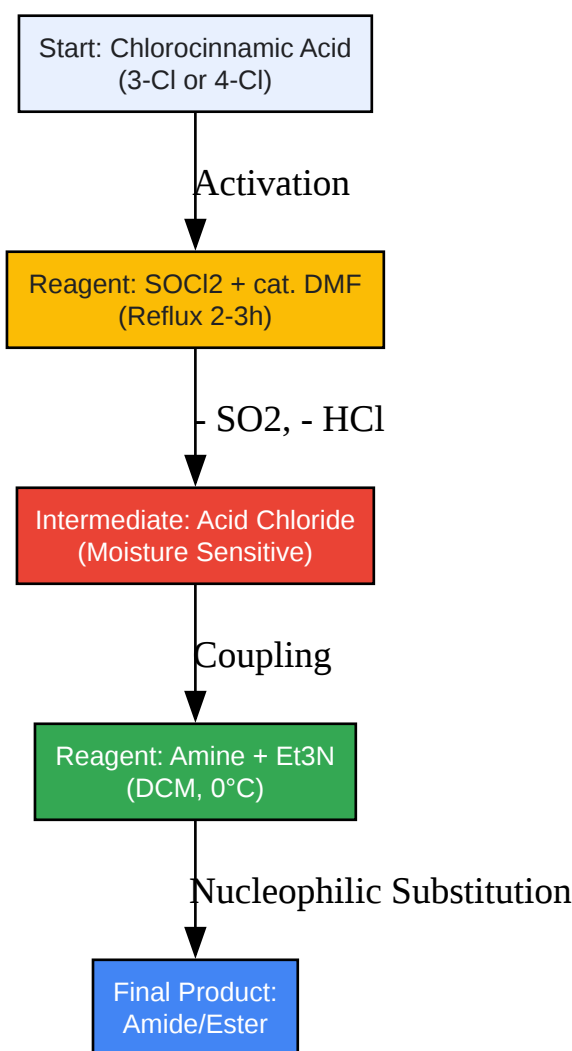 Start: Chlorocinnamic Acid
(3-Cl or 4-Cl)
Activation
Reagent: SOCl2 + cat. DMF
(Reflux 2-3h)
- SO2, - HCl
Intermediate: Acid Chloride
(Moisture Sensitive)
Coupling
Reagent: Amine + Et3N
(DCM, 0°C)
Nucleophilic Substitution
Final Product:
Amide/Ester